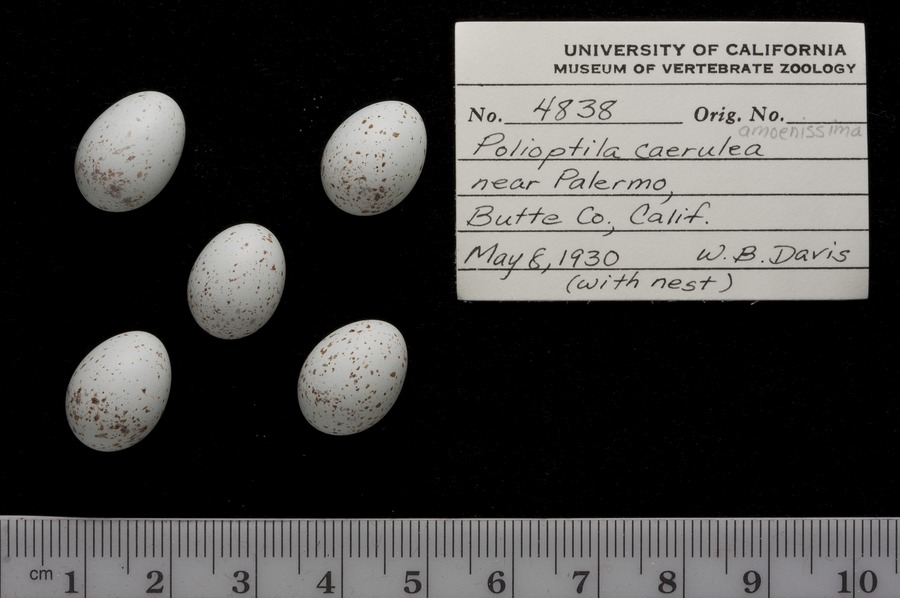 UNIVERSITY OF CALIFORNIA
MUSEUM OF VERTEBRATE ZOOLOGY
No. 4838 Orig. No.
amoenissima
Polioptila caerulea
near Palermo,
Butte Co., Calif.
May 8, 1930 W. B. Davis
(with nest)
cm 1 2 3 4 5 6 7 8 9 10